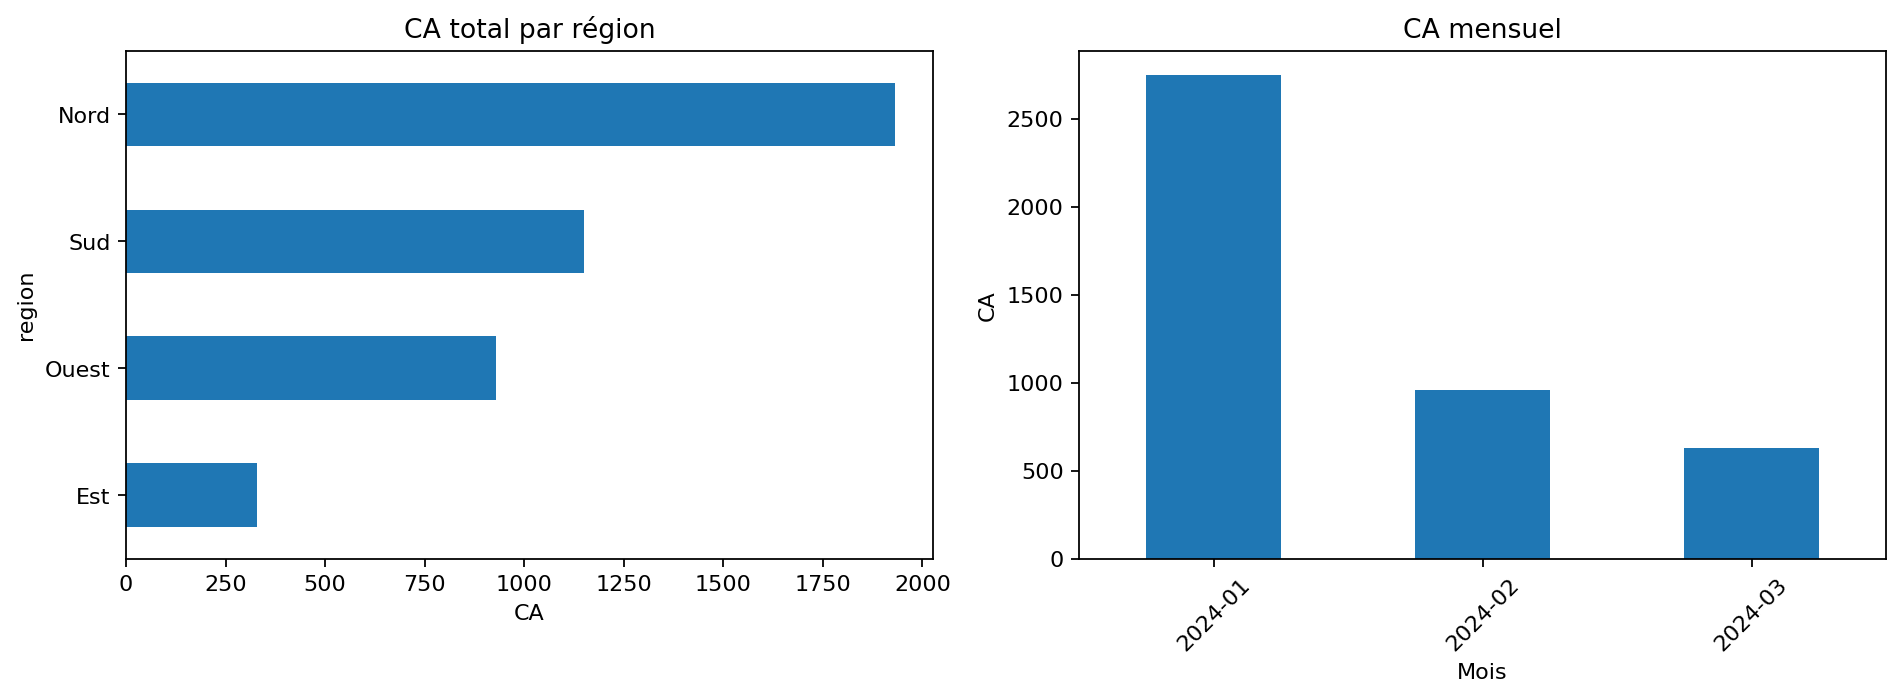 CA total par région
Nord
Sud
Ouest
Est
region
0 250 500 750 1000 1250 1500 1750 2000
CA
CA mensuel
2500
2000
1500
1000
500
0
CA
2024-01 2024-02 2024-03
Mois